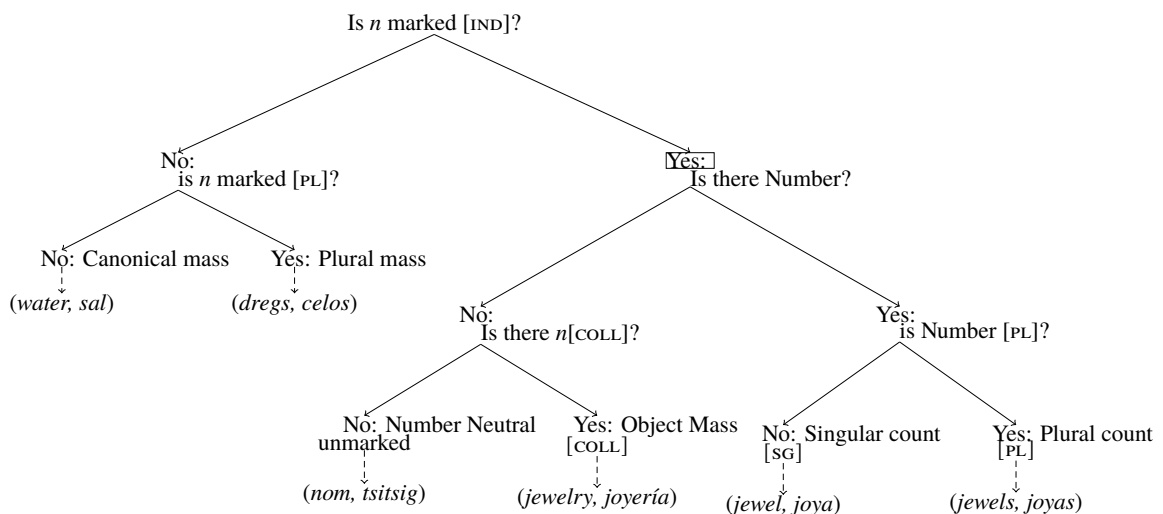 Is n marked [IND]?
No:
is n marked [PL]?
Yes:
Is there Number?
No: Canonical mass
Yes: Plural mass
(water, sal)
(dregs, celos)
No:
Is there n[COLL]?
Yes:
is Number [PL]?
No: Number Neutral
unmarked
Yes: Object Mass
[COLL]
No: Singular count
[SG]
Yes: Plural count
[PL]
(nom, tsitsig)
(jewelry, joyería)
(jewel, joya)
(jewels, joyas)